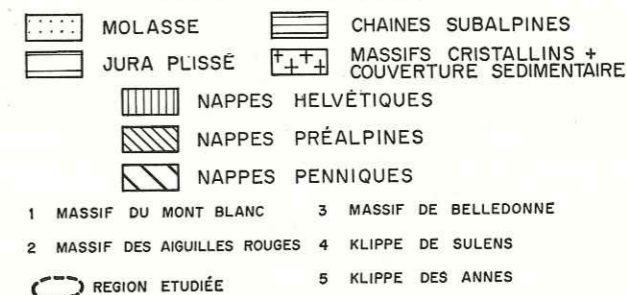 MOLASSE
CHAINES SUBALPINES
JURA PLISSÉ
MASSIFS CRISTALLINS +
COUVERTURE SEDIMENTAIRE
NAPPES HELVÉTIQUES
NAPPES PRÉALPINES
NAPPES PENNIQUES
1 MASSIF DU MONT BLANC
3 MASSIF DE BELLEDONNE
2 MASSIF DES AIGUILLES ROUGES
4 KLIPPE DE SULENS
REGION ETUDIÉE
5 KLIPPE DES ANNES